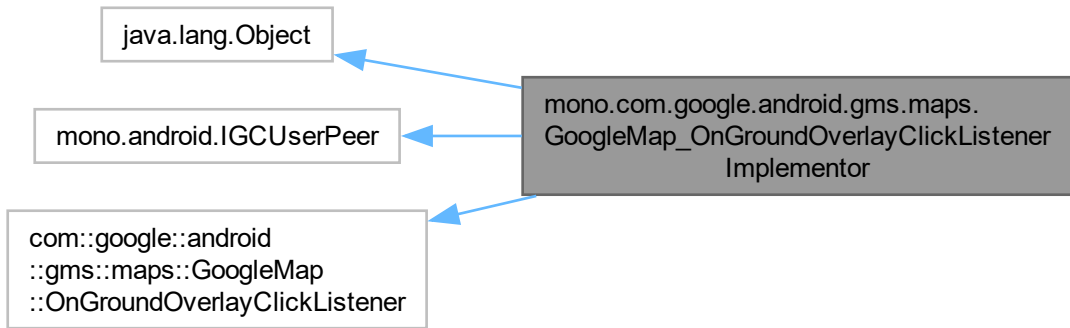 java.lang.Object
mono.android.IGCUserPeer
com::google::android
::gms::maps::GoogleMap
::OnGroundOverlayClickListener
mono.com.google.android.gms.maps.
GoogleMap_OnGroundOverlayClickListener
Implementor